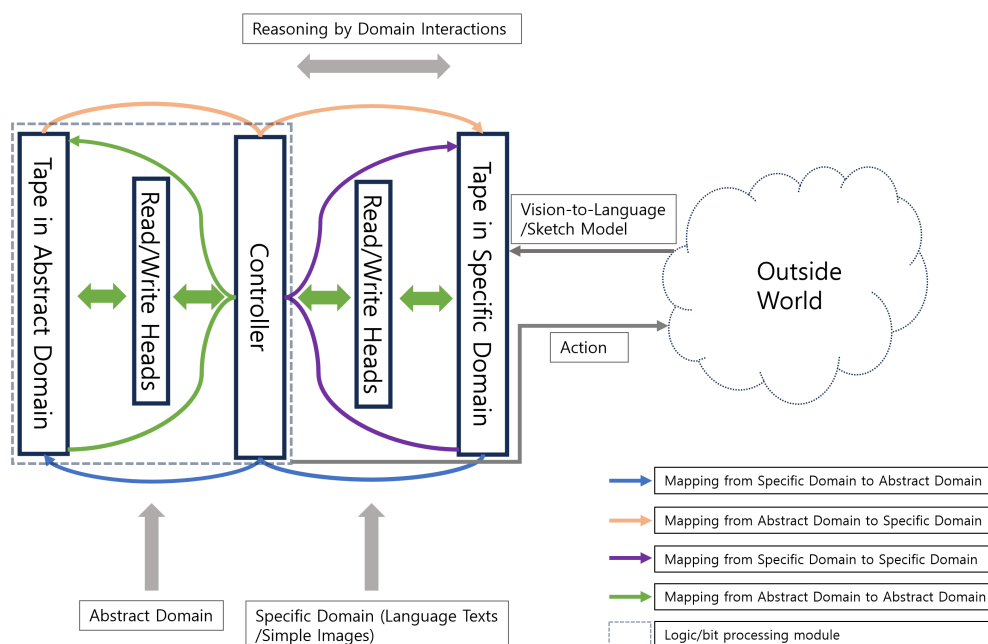 Reasoning by Domain Interactions
Tape in Abstract Domain
Read/Write Heads
Controller
Read/Write Heads
Tape in Specific Domain
Vision-to-Language
/Sketch Model
Outside
World
Action
Mapping from Specific Domain to Abstract Domain
Mapping from Abstract Domain to Specific Domain
Mapping from Specific Domain to Specific Domain
Mapping from Abstract Domain to Abstract Domain
Logic/bit processing module
Abstract Domain
Specific Domain (Language Texts
/Simple Images)